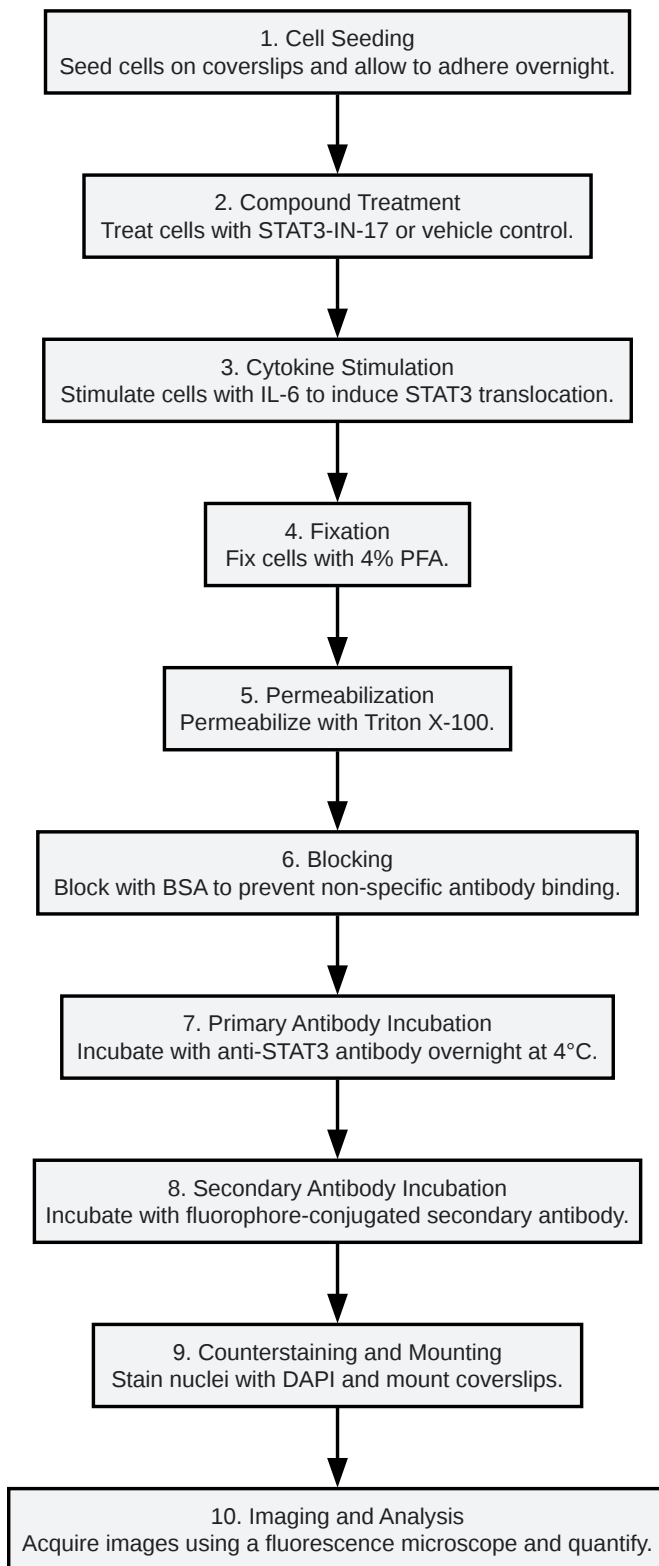 1. Cell Seeding
Seed cells on coverslips and allow to adhere overnight.
2. Compound Treatment
Treat cells with STAT3-IN-17 or vehicle control.
3. Cytokine Stimulation
Stimulate cells with IL-6 to induce STAT3 translocation.
4. Fixation
Fix cells with 4% PFA.
5. Permeabilization
Permeabilize with Triton X-100.
6. Blocking
Block with BSA to prevent non-specific antibody binding.
7. Primary Antibody Incubation
Incubate with anti-STAT3 antibody overnight at 4°C.
8. Secondary Antibody Incubation
Incubate with fluorophore-conjugated secondary antibody.
9. Counterstaining and Mounting
Stain nuclei with DAPI and mount coverslips.
10. Imaging and Analysis
Acquire images using a fluorescence microscope and quantify.